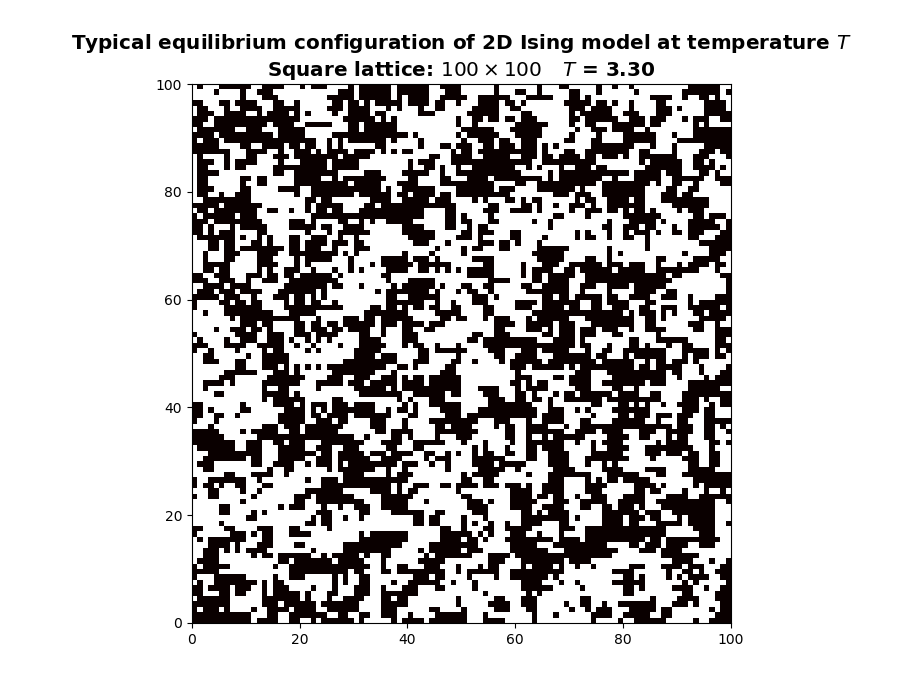 Typical equilibrium configuration of 2D Ising model at temperature T
Square lattice: 100 × 100 T = 3.30
100
80
60
40
20
0
0 20 40 60 80 100